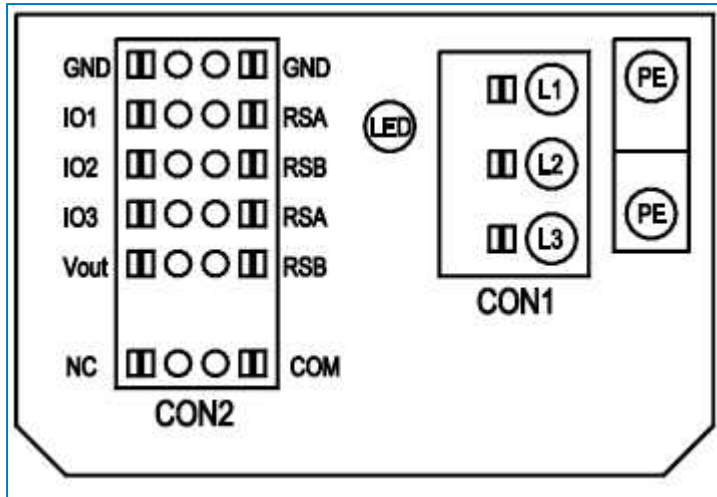 GND GND
IO1 RSA
IO2 RSB
IO3 RSA
Vout RSB
NC COM
CON2
LED
L1
L2
L3
CON1
PE
PE